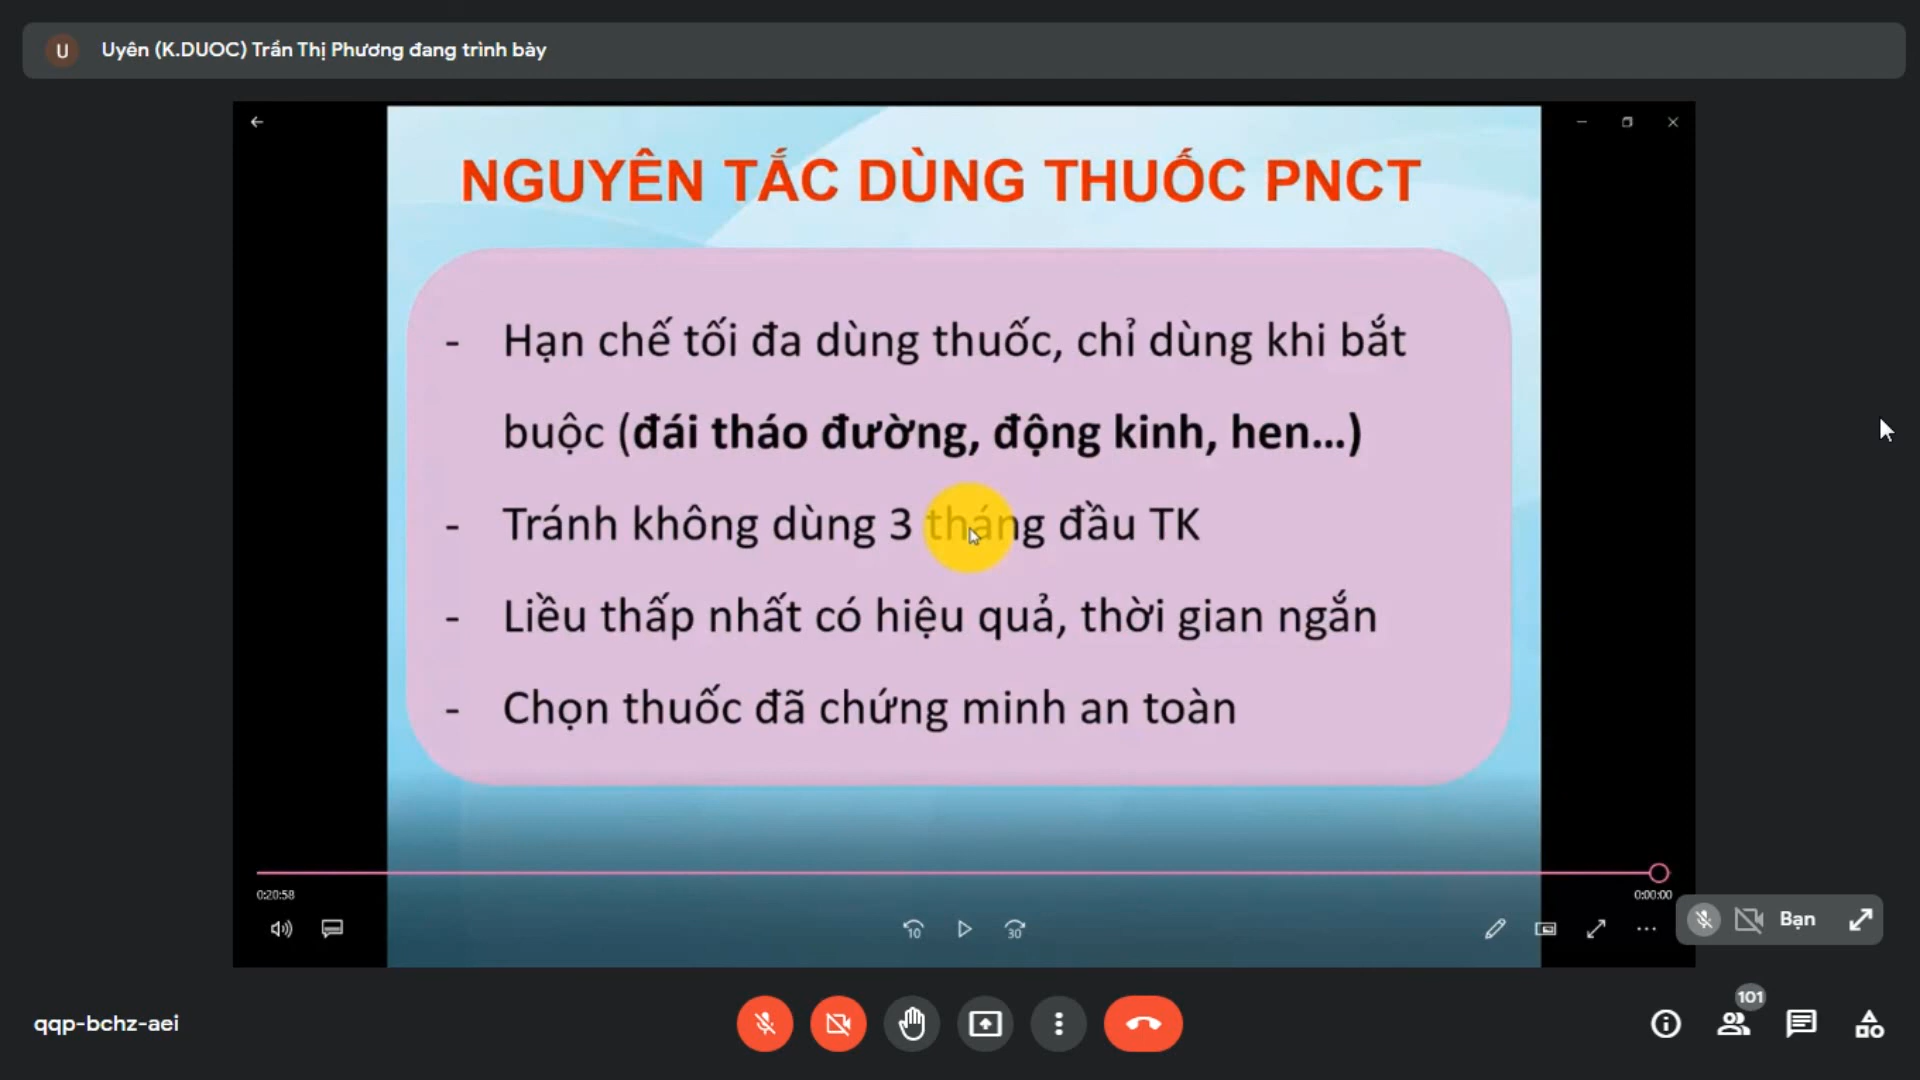 U Uyên (K.DUOC) Trần Thị Phương đang trình bày
NGUYÊN TẮC DÙNG THUỐC PNCT
- Hạn chế tối đa dùng thuốc, chỉ dùng khi bắt
buộc (đái tháo đường, động kinh, hen...)
- Tránh không dùng 3 tháng đầu TK
- Liều thấp nhất có hiệu quả, thời gian ngắn
- Chọn thuốc đã chứng minh an toàn
0:20:58 0:00:00
10 30
Bạn
qqp-bchz-aei
101